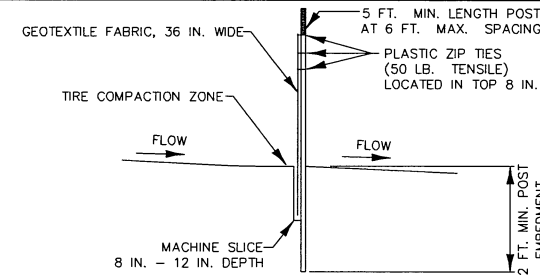 5 FT. MIN. LENGTH POST
AT 6 FT. MAX. SPACING
GEOTEXTILE FABRIC, 36 IN. WIDE
PLASTIC ZIP TIES
(50 LB. TENSILE)
LOCATED IN TOP 8 IN.
TIRE COMPACTION ZONE
FLOW
FLOW
MACHINE SLICE
8 IN. – 12 IN. DEPTH
2 FT. MIN. POST
EMBEDMENT